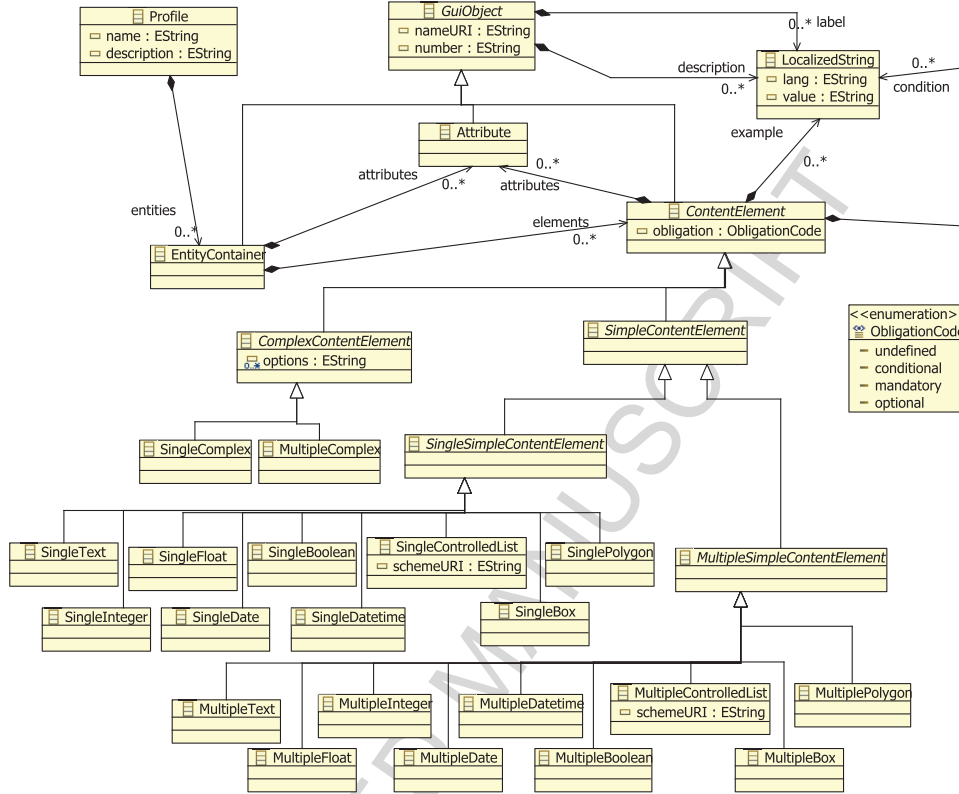 Profile
name : EString
description : EString
GuiObject
nameURI : EString
number : EString
0..* label
LocalizedString
lang : EString
value : EString
description
0..*
0..*
condition
example
0..*
Attribute
attributes
0..*
0..*
attributes
entities
0..*
EntityContainer
elements
0..*
ContentElement
obligation : ObligationCode
ComplexContentElement
0..* options : EString
SimpleContentElement
<<enumeration>>
ObligationCode
undefined
conditional
mandatory
optional
SingleComplex
MultipleComplex
SingleSimpleContentElement
SingleText
SingleFloat
SingleBoolean
SingleControlledList
schemeURI : EString
SinglePolygon
MultipleSimpleContentElement
SingleInteger
SingleDate
SingleDatetime
SingleBox
MultipleText
MultipleInteger
MultipleDatetime
MultipleControlledList
schemeURI : EString
MultiplePolygon
MultipleFloat
MultipleDate
MultipleBoolean
MultipleBox
ED MANUSCRIPT